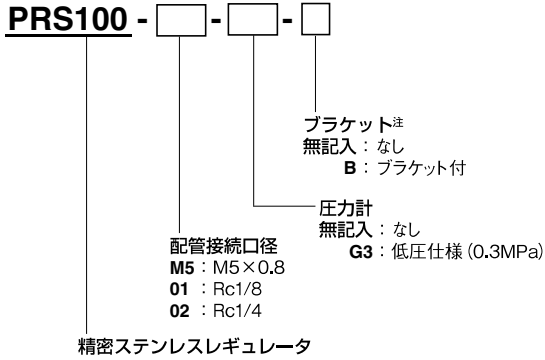 PRS100 - □ - □ - □
ブラケット注
無記入：なし
B：ブラケット付
圧力計
無記入：なし
G3：低圧仕様（0.3MPa）
配管接続口径
M5：M5×0.8
01：Rc1/8
02：Rc1/4
精密ステンレスレギュレータ